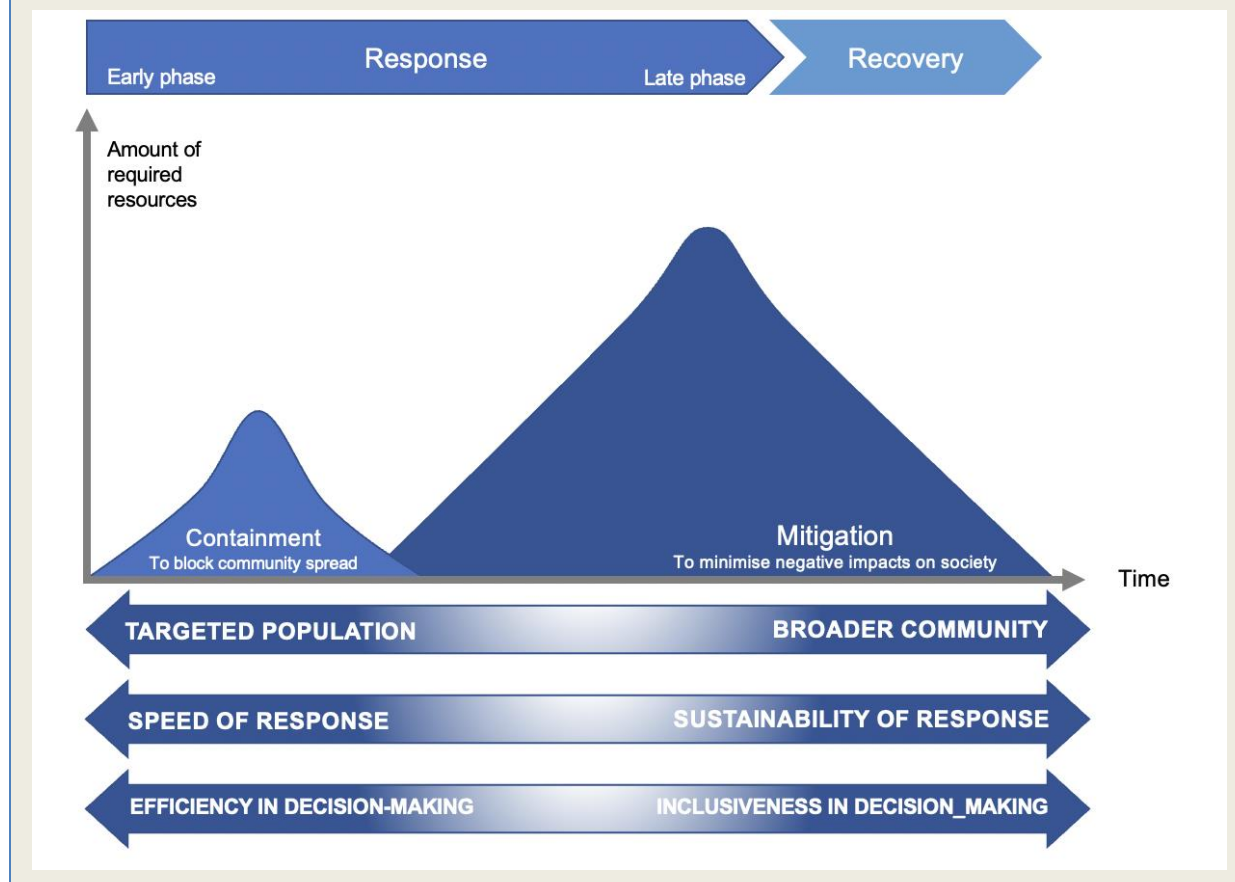 Response
Recovery
Early phase
Late phase
Amount of
required
resources
Containment
To block community spread
Mitigation
To minimise negative impacts on society
Time
TARGETED POPULATION
BROADER COMMUNITY
SPEED OF RESPONSE
SUSTAINABILITY OF RESPONSE
EFFICIENCY IN DECISION-MAKING
INCLUSIVENESS IN DECISION_MAKING